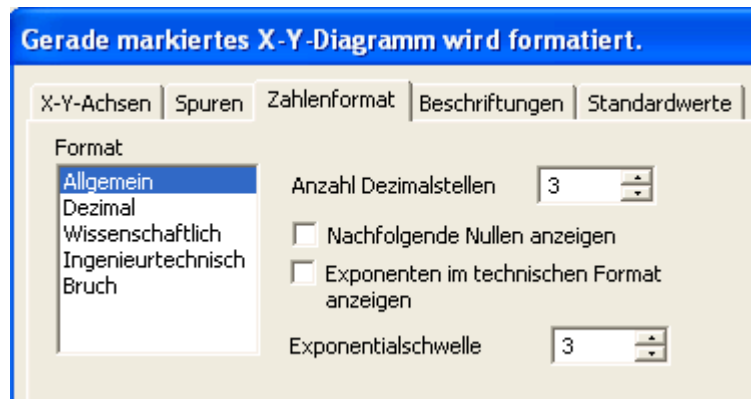 Gerade markiertes X-Y-Diagramm wird formatiert.
X-Y-Achsen Spuren Zahlenformat Beschriftungen Standardwerte
Format
Allgemein
Dezimal
Wissenschaftlich
Ingenieurtechnisch
Bruch
Anzahl Dezimalstellen 3
Nachfolgende Nullen anzeigen
Exponenten im technischen Format
anzeigen
Exponentialschwelle 3